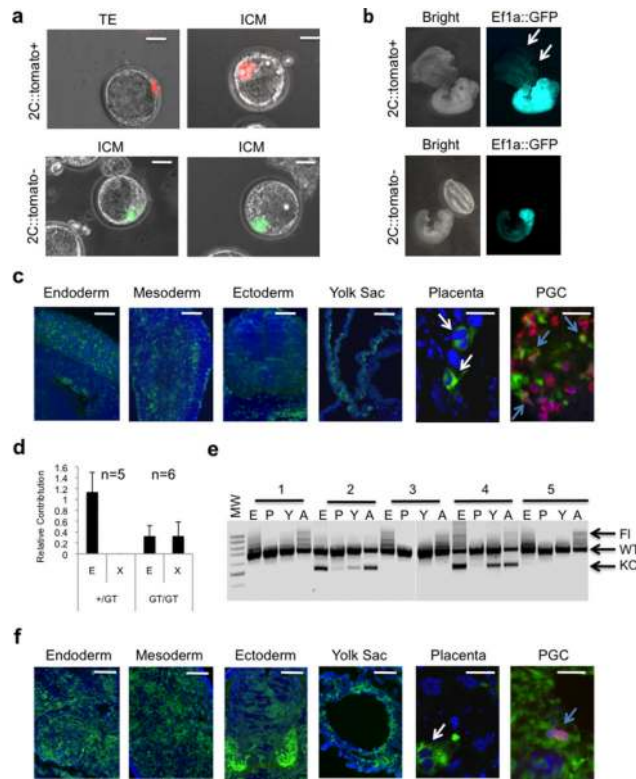 a
TE
ICM
2C::tomato+
ICM
ICM
2C::tomato-
b
Bright
Ef1a::GFP
2C::tomato+
Bright
Ef1a::GFP
2C::tomato-
c
Endoderm Mesoderm Ectoderm Yolk Sac Placenta PGC
d
Relative Contribtution
1.6
1.4
1.2
1
0.8
0.6
0.4
0.2
0
n=5 n=6
E X E X
+/GT GT/GT
e
1 2 3 4 5
MW
E P Y A E P Y A E P Y A E P Y A E P Y A
Fl
WT
KO
f
Endoderm Mesoderm Ectoderm Yolk Sac Placenta PGC